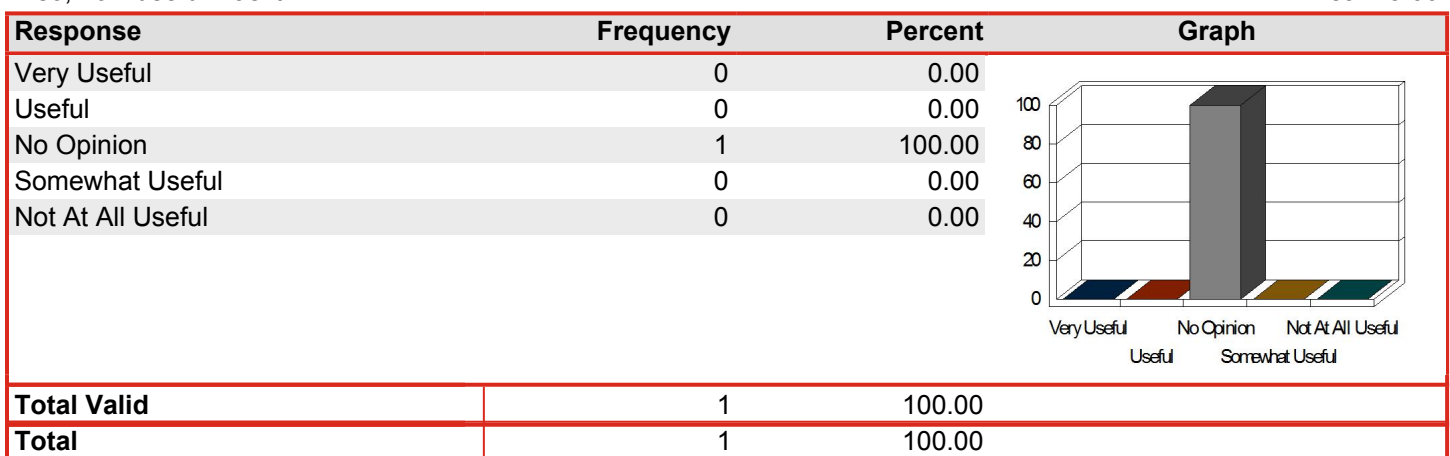 Response Frequency Percent Graph
Very Useful 0 0.00
Useful 0 0.00
No Opinion 1 100.00
Somewhat Useful 0 0.00
Not At All Useful 0 0.00
100
80
60
40
20
0
Very Useful No Opinion Not At All Useful
Useful Somewhat Useful
Total Valid 1 100.00
Total 1 100.00